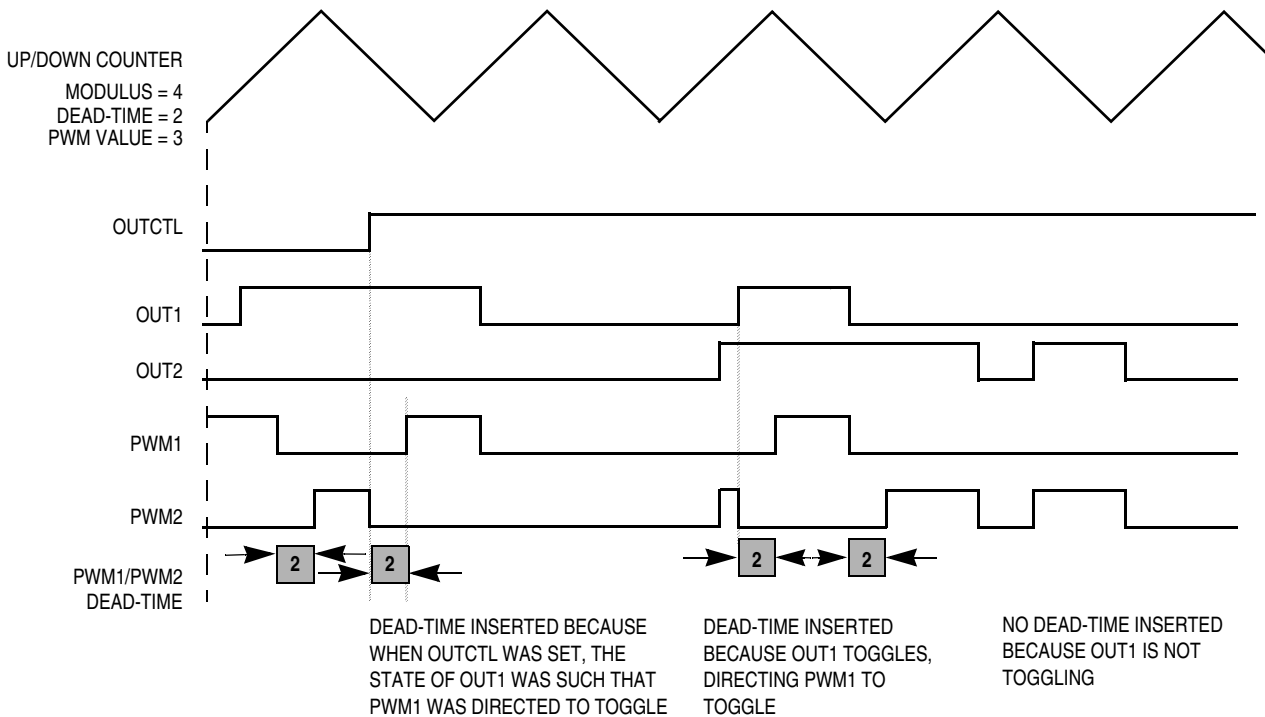 UP/DOWN COUNTER
MODULUS = 4
DEAD-TIME = 2
PWM VALUE = 3
OUTCTL
OUT1
OUT2
PWM1
PWM2
2
2
2
2
PWM1/PWM2
DEAD-TIME
DEAD-TIME INSERTED BECAUSE
WHEN OUTCTL WAS SET, THE
STATE OF OUT1 WAS SUCH THAT
PWM1 WAS DIRECTED TO TOGGLE
DEAD-TIME INSERTED
BECAUSE OUT1 TOGGLES,
DIRECTING PWM1 TO
TOGGLE
NO DEAD-TIME INSERTED
BECAUSE OUT1 IS NOT
TOGGLING